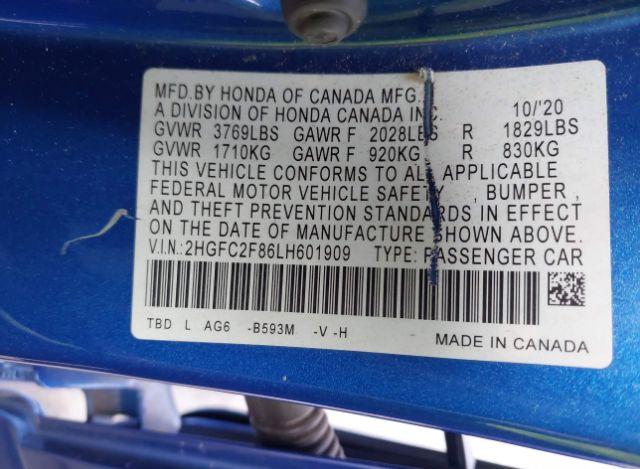 MFD. BY HONDA OF CANADA MFG.
A DIVISION OF HONDA CANADA INC. 10/'20
GVWR 3769LBS GAWR F 2028LBS R 1829LBS
GVWR 1710KG GAWR F 920KG R 830KG
THIS VEHICLE CONFORMS TO ALL APPLICABLE
FEDERAL MOTOR VEHICLE SAFETY , BUMPER ,
AND THEFT PREVENTION STANDARDS IN EFFECT
ON THE DATE OF MANUFACTURE SHOWN ABOVE.
V.I.N.:2HGFC2F86LH601909 TYPE: PASSENGER CAR
TBD L AG6 -B593M -V -H MADE IN CANADA